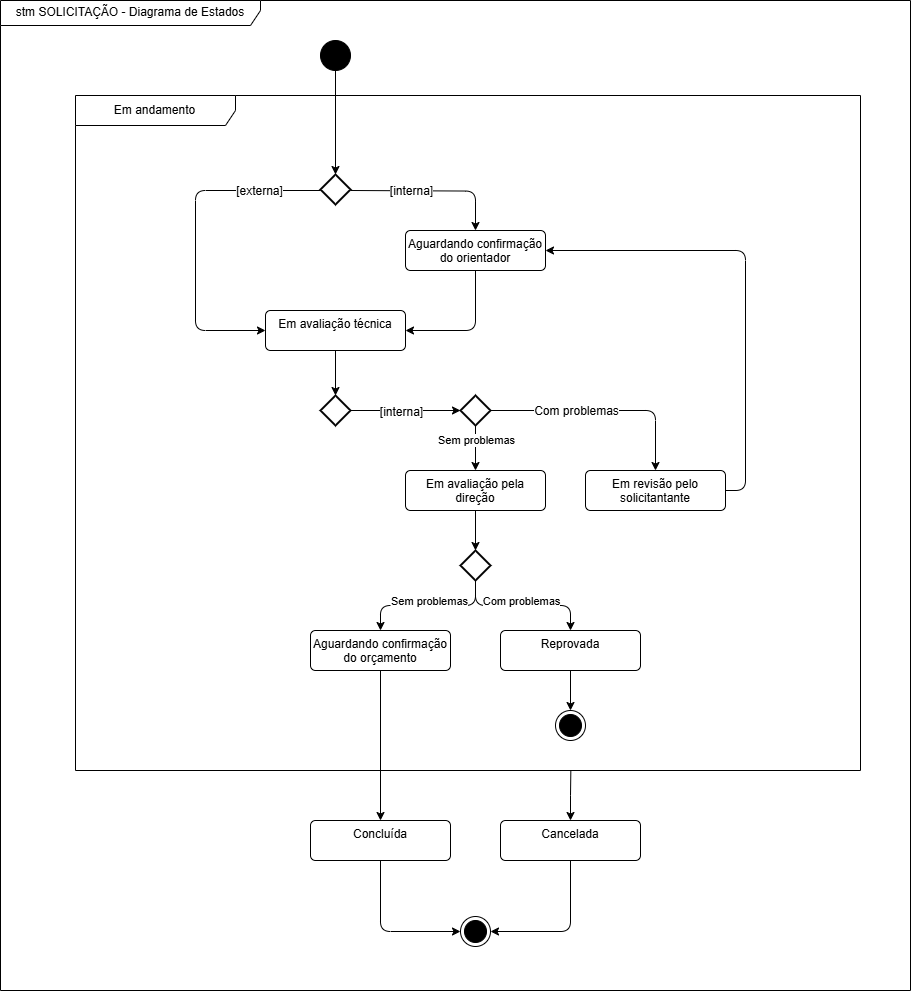 stm SOLICITAÇÃO - Diagrama de Estados
Em andamento
[externa]
[interna]
Aguardando confirmação
do orientador
Em avaliação técnica
[interna]
Com problemas
Sem problemas
Em avaliação pela
direção
Em revisão pelo
solicitantante
Sem problemas
Com problemas
Aguardando confirmação
do orçamento
Reprovada
Concluída
Cancelada